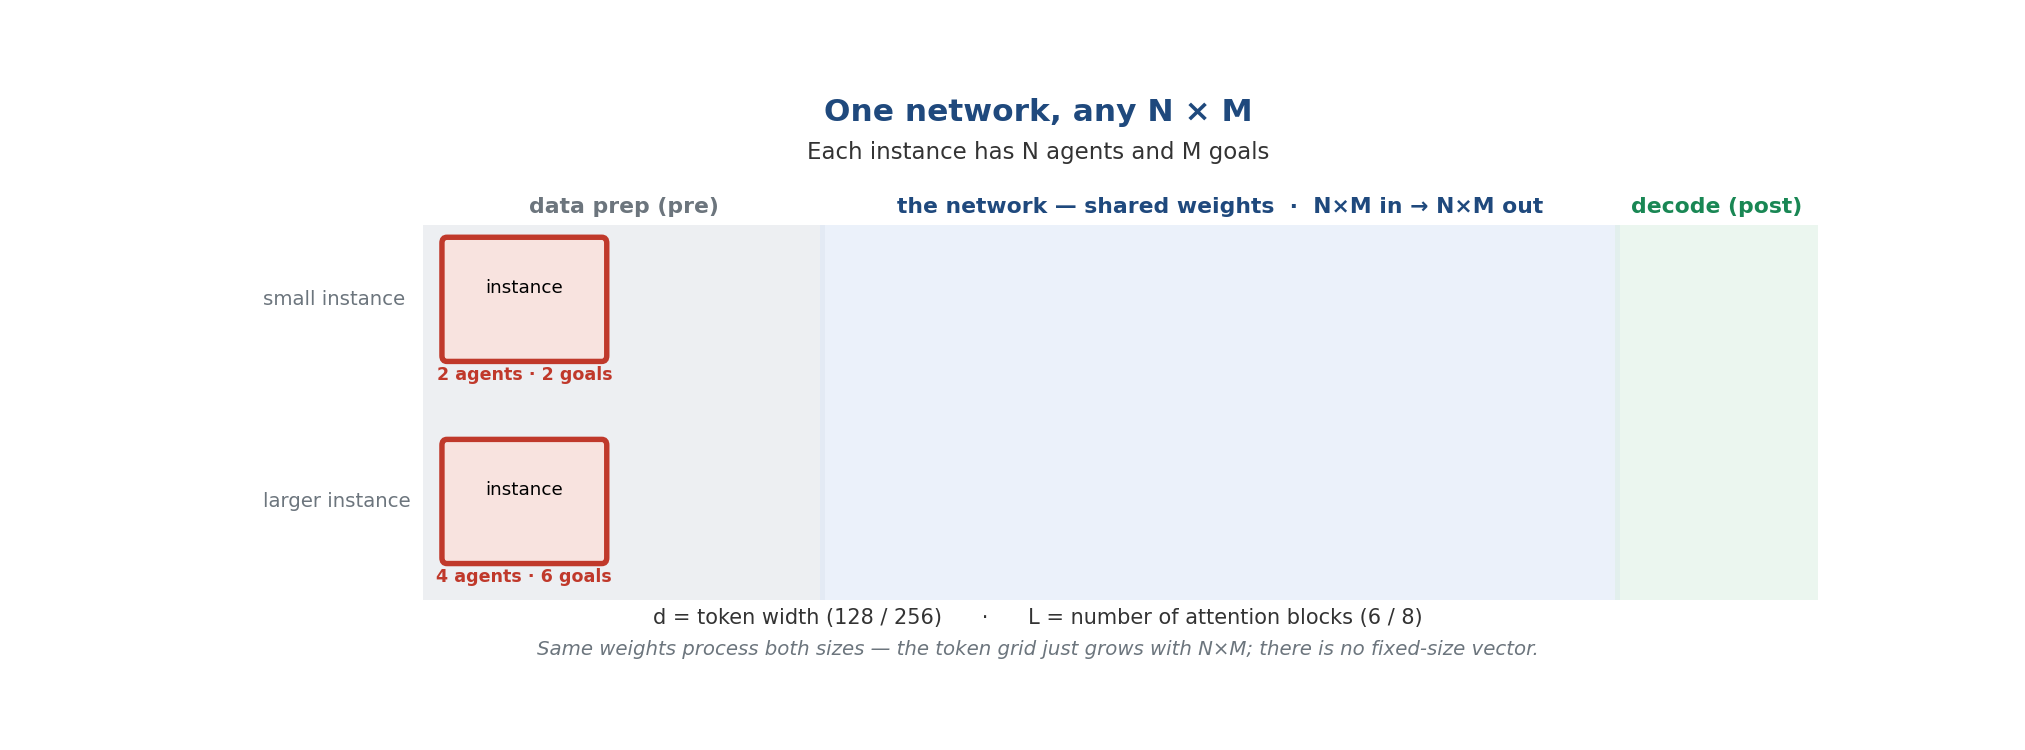 One network, any N × M
Each instance has N agents and M goals
data prep (pre)
the network — shared weights · N×M in → N×M out
decode (post)
small instance
instance
2 agents · 2 goals
larger instance
instance
4 agents · 6 goals
d = token width (128 / 256) · L = number of attention blocks (6 / 8)
Same weights process both sizes — the token grid just grows with N×M; there is no fixed-size vector.